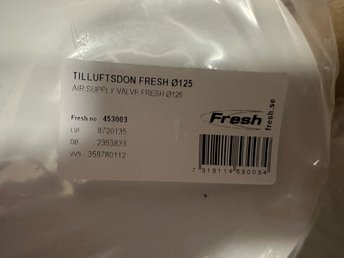 TILLUFTSDON FRESH Ø125
AIR SUPPLY VALVE FRESH Ø125
Fresh no 453003
LVI 8720135
DB 2353833
VVS 358780112
Fresh
fresh.se
7 318114 530034